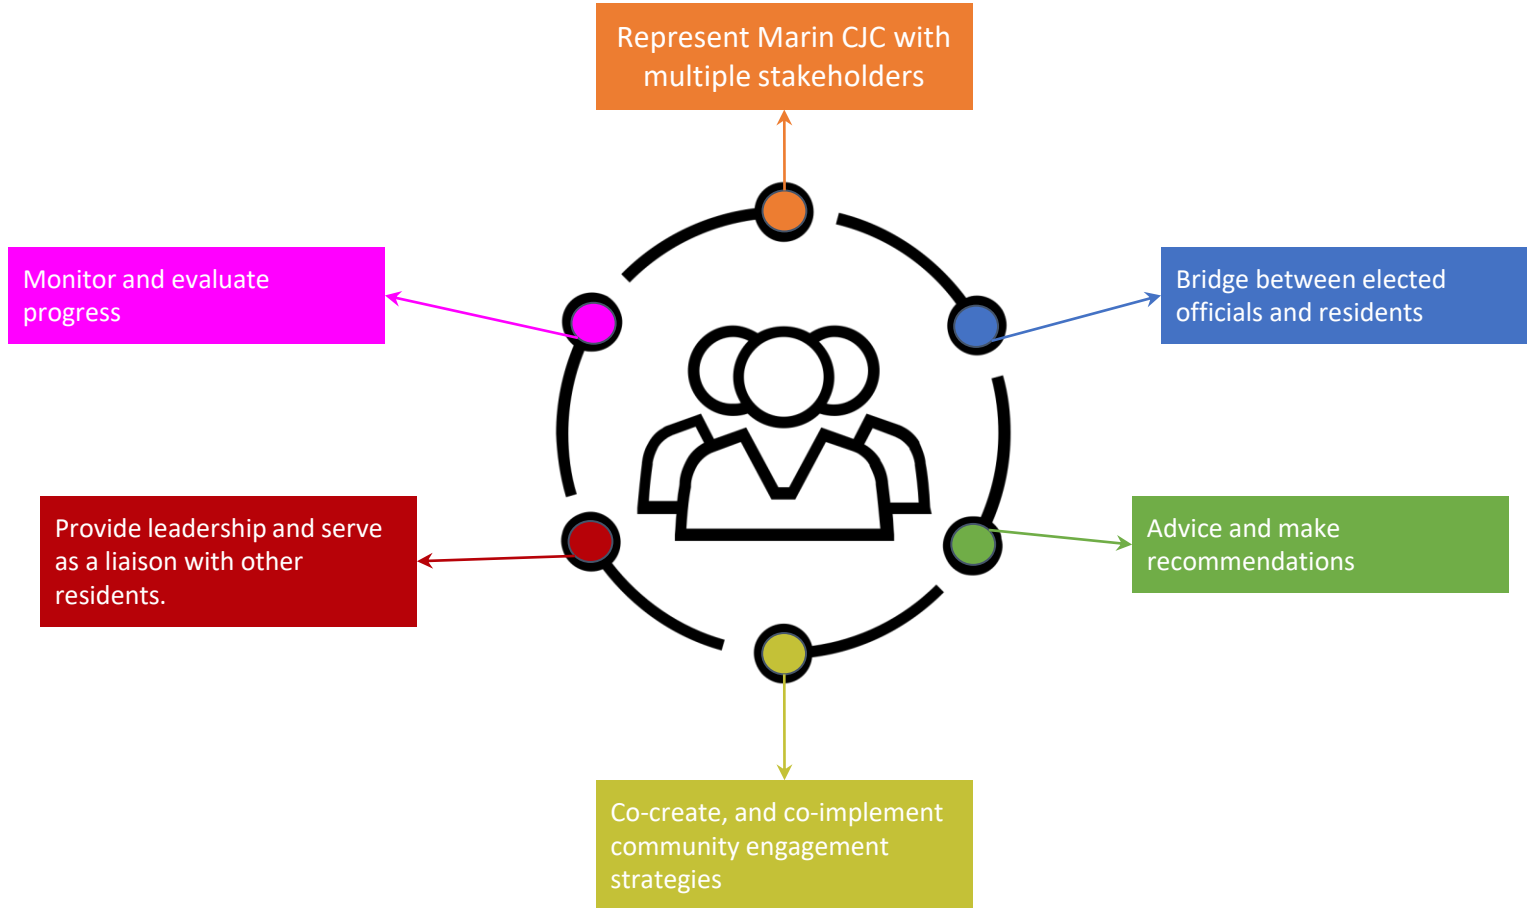 Represent Marin CJC with
multiple stakeholders
Monitor and evaluate
progress
Bridge between elected
officials and residents
Provide leadership and serve
as a liaison with other
residents.
Advice and make
recommendations
Co-create, and co-implement
community engagement
strategies